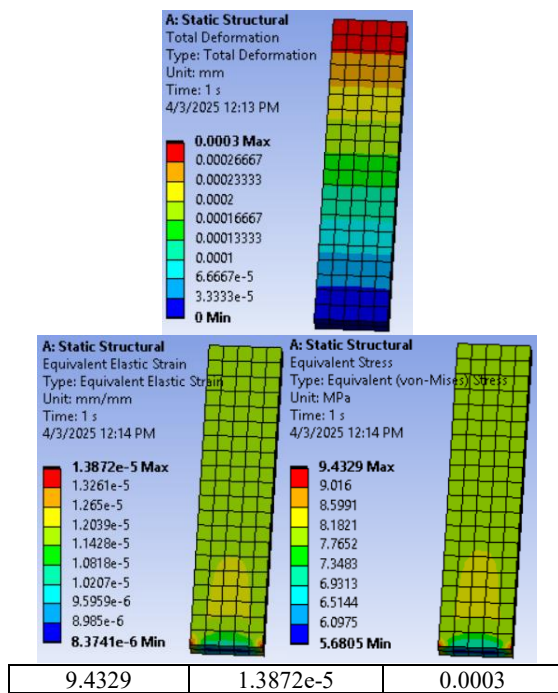 A: Static Structural
Total Deformation
Type: Total Deformation
Unit: mm
Time: 1 s
4/3/2025 12:13 PM
0.0003 Max
0.00026667
0.00023333
0.0002
0.00016667
0.00013333
0.0001
6.6667e-5
3.3333e-5
0 Min
A: Static Structural
Equivalent Elastic Strain
Type: Equivalent Elastic Strain
Unit: mm/mm
Time: 1 s
4/3/2025 12:14 PM
1.3872e-5 Max
1.3261e-5
1.265e-5
1.2039e-5
1.1428e-5
1.0818e-5
1.0207e-5
9.5959e-6
8.985e-6
8.3741e-6 Min
A: Static Structural
Equivalent Stress
Type: Equivalent (von-Mises) Stress
Unit: MPa
Time: 1 s
4/3/2025 12:14 PM
9.4329 Max
9.016
8.5991
8.1821
7.7652
7.3483
6.9313
6.5144
6.0975
5.6805 Min
9.4329 1.3872e-5 0.0003